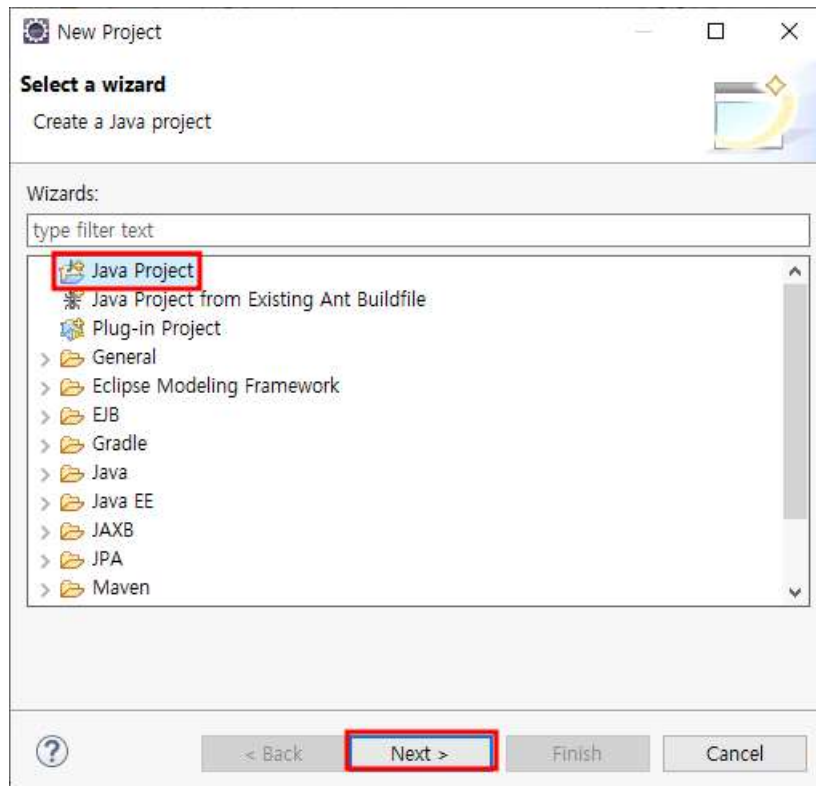 New Project
Select a wizard
Create a Java project
Wizards:
type filter text
Java Project
Java Project from Existing Ant Buildfile
Plug-in Project
General
Eclipse Modeling Framework
EJB
Gradle
Java
Java EE
JAXB
JPA
Maven
? < Back Next > Finish Cancel